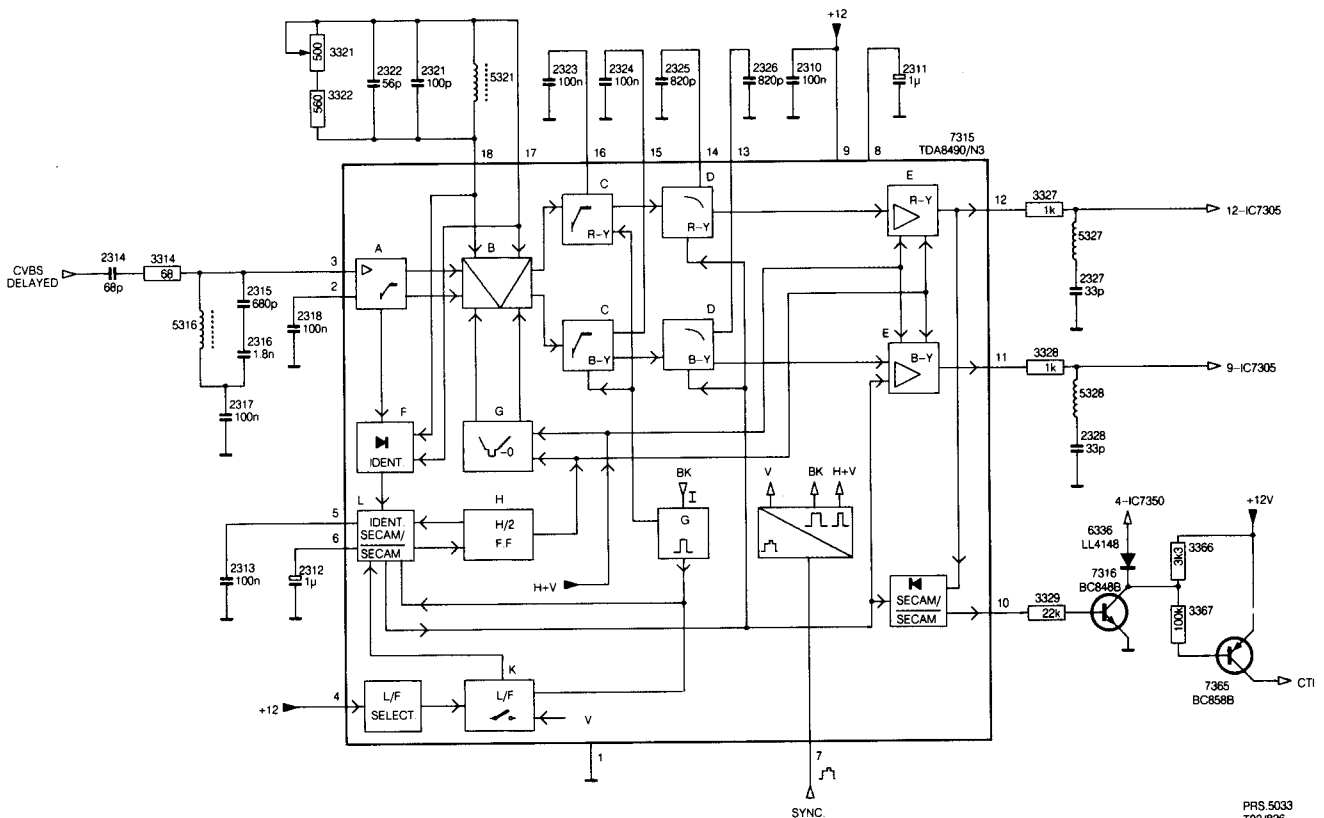 +12
500
3321
560
3322
2322
56p
2321
100p
5321
2323
100n
2324
100n
2325
820p
2326
820p
2310
100n
2311
1µ
7315
TDA8490/N3
18
17
16
15
14
13
9
8
CVBS
DELAYED
2314
68p
3314
68
3
2
2315
680p
5316
2316
1.8n
2317
100n
2318
100n
A
B
C
R-Y
D
R-Y
E
R-Y
12
3327
1k
12-IC7305
5327
2327
33p
C
B-Y
D
B-Y
E
B-Y
11
3328
1k
9-IC7305
5328
2328
33p
F
IDENT.
G
-0
L
5
6
IDENT.
SECAM/
SECAM
2313
100n
2312
1µ
H
H/2
F.F
H+V
BK
I
G
V
BK
H+V
SECAM/
SECAM
10
3329
22k
4-IC7350
6336
LL4148
7316
BC848B
+12V
3k3
3366
100k
3367
7365
BC858B
CTI
K
+12
4
L/F
SELECT.
L/F
V
1
7
SYNC.
PRS.5033